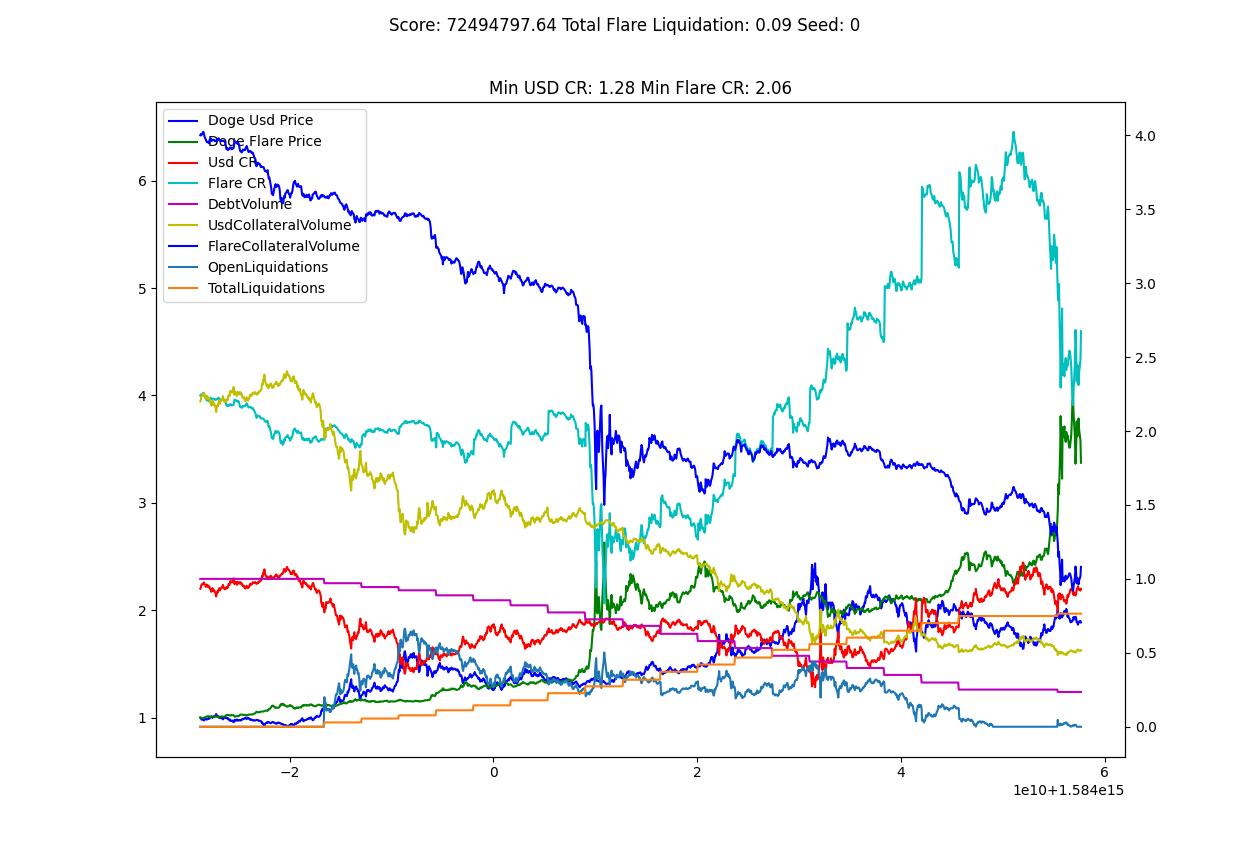 Score: 72494797.64 Total Flare Liquidation: 0.09 Seed: 0
Min USD CR: 1.28 Min Flare CR: 2.06
Doge Usd Price
Doge Flare Price
Usd CR
Flare CR
DebtVolume
UsdCollateralVolume
FlareCollateralVolume
OpenLiquidations
TotalLiquidations
6
5
4
3
2
1
4.0
3.5
3.0
2.5
2.0
1.5
1.0
0.5
0.0
−2
0
2
4
6
1e10+1.584e15